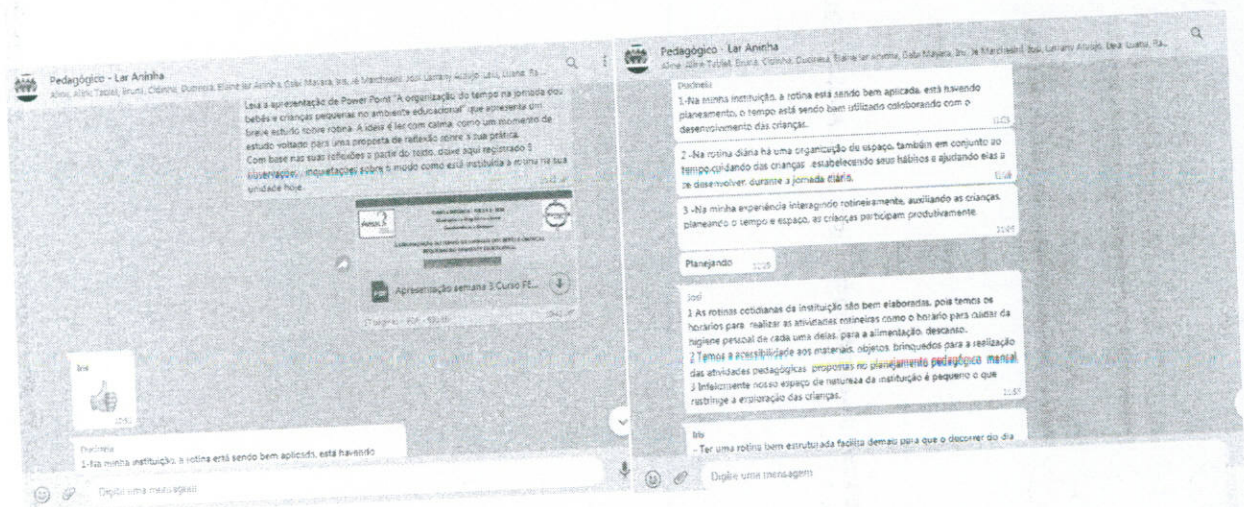 Pedagógico - Lar Aninha
Leia a apresentação de Power Point "A organização do tempo na jornada dos
bebês e crianças pequenas no ambiente educacional" que apresenta um
breve estudo sobre rotina. A ideia é ler com calma, como um momento de
estudo voltado para uma proposta de reflexão sobre a sua prática.
Com base nas suas reflexões a partir do texto, deixe aqui registrado 3
observações, inquietações sobre o modo como está instituída a rotina na sua
unidade hoje.
PDF
Apresentação semana 3 Curso FE...
Iris
Ducineia
1-Na minha instituição, a rotina está sendo bem aplicada, está havendo
Digite uma mensagem
Pedagógico - Lar Aninha
Ducineia
1-Na minha instituição, a rotina está sendo bem aplicada, está havendo
planeamento, o tempo está sendo bem utilizado colaborando com o
desenvolvimento das crianças.
2 -Na rotina diária há uma organização do espaço, também em conjunto ao
tempo,cuidando das crianças estabelecendo seus hábitos e ajudando elas a
se desenvolver, durante a jornada diário.
3 -Na minha experiência interagindo rotineiramente, auxiliando as crianças,
planeando o tempo e espaço, as crianças participam produtivamente.
Planejando
Josi
1 As rotinas cotidianas da instituição são bem elaboradas, pois temos os
horários para realizar as atividades rotineiras como o horário para cuidar da
higiene pessoal de cada uma delas, para a alimentação, descanso.
2 Temos a acessibilidade aos materiais, objetos, brinquedos para a realização
das atividades pedagógicas propostas no planejamento pedagógico mensal
3 Infelizmente nosso espaço de natureza da instituição é pequeno o que
restringe a exploração das crianças.
Iris
- Ter uma rotina bem estruturada facilita demais para que o decorrer do dia
Digite uma mensagem